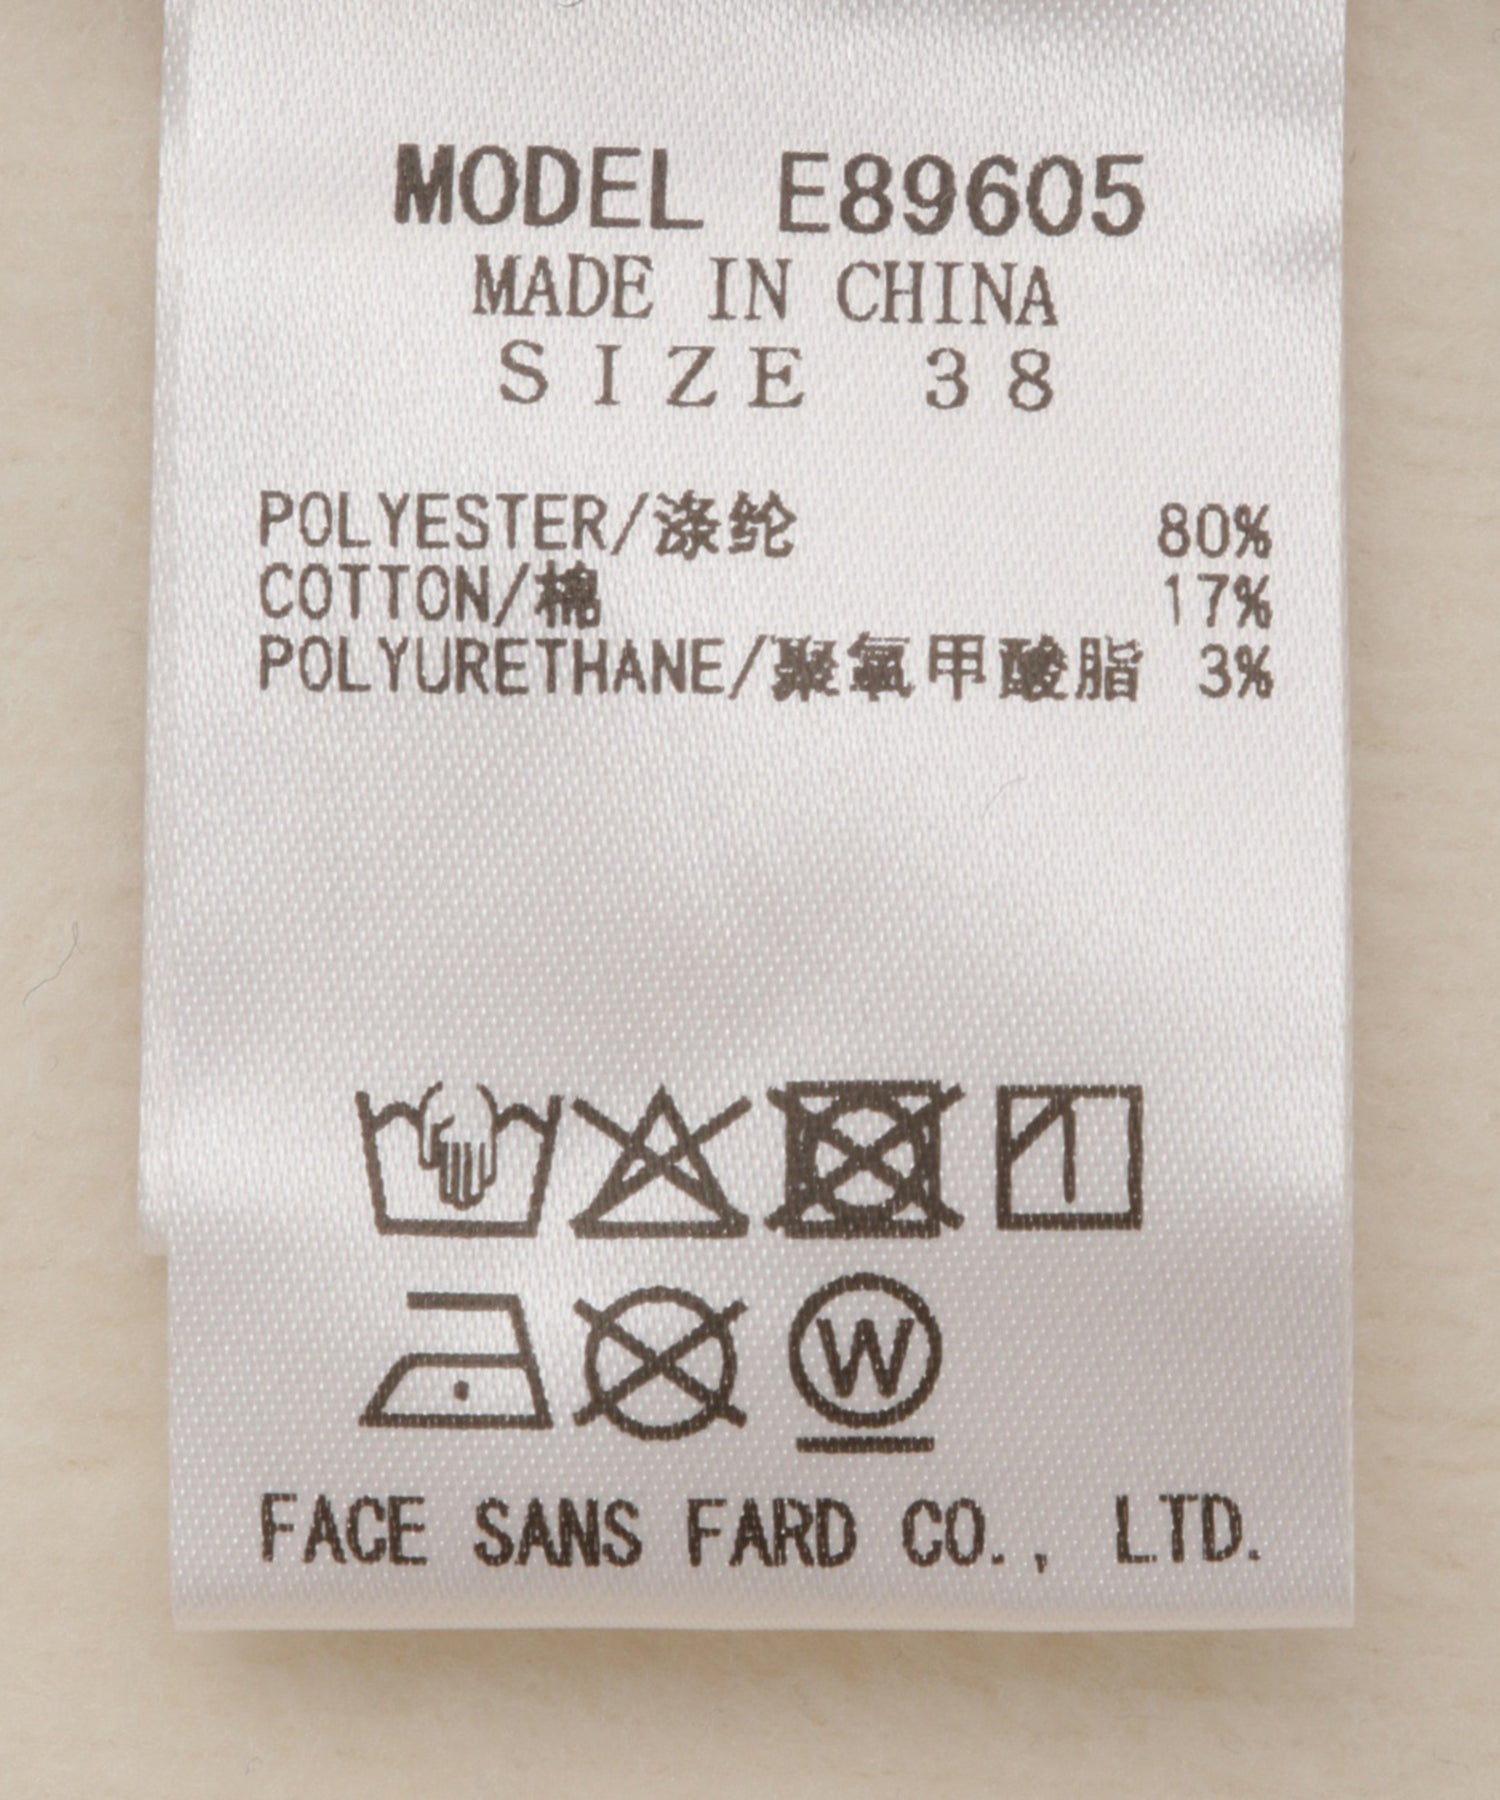 MODEL E89605
MADE IN CHINA
SIZE 38
POLYESTER/涤纶 80%
COTTON/棉 17%
POLYURETHANE/聚氨甲酸脂 3%
W
FACE SANS FARD CO., LTD.